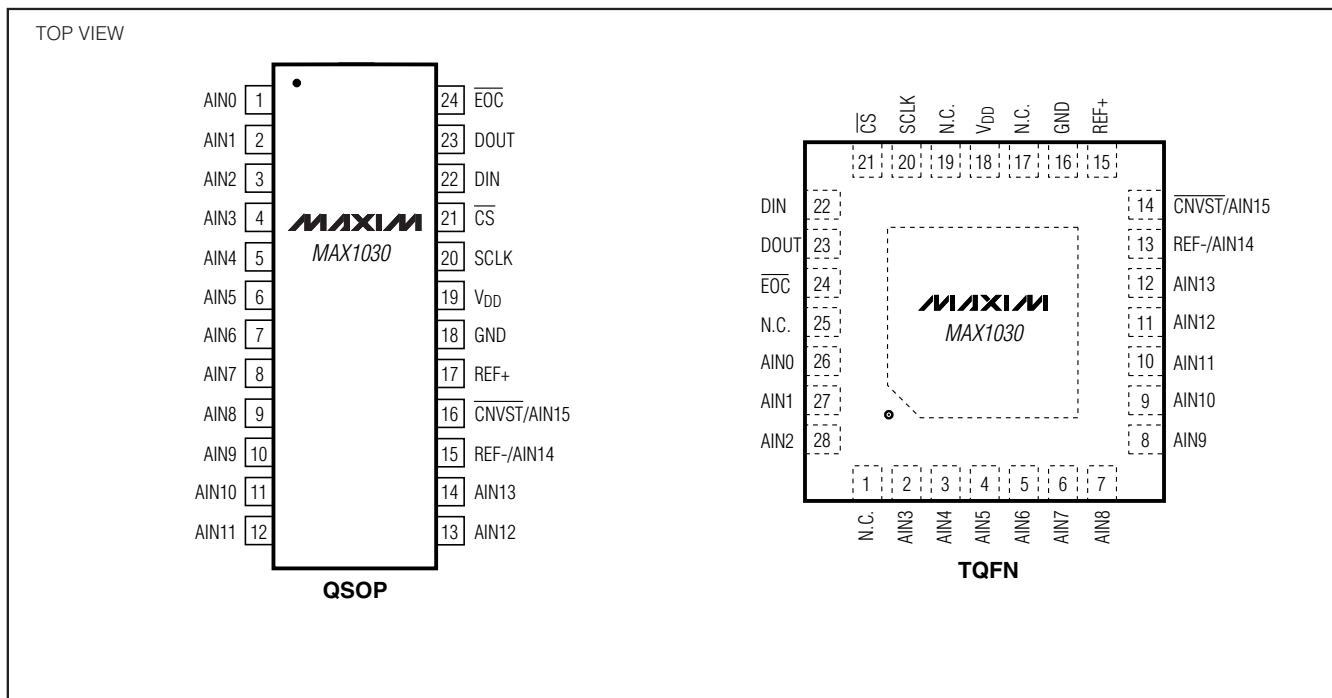 TOP VIEW
AIN0 1
AIN1 2
AIN2 3
AIN3 4
AIN4 5
AIN5 6
AIN6 7
AIN7 8
AIN8 9
AIN9 10
AIN10 11
AIN11 12
MAXIM
MAX1030
24 EOC
23 DOUT
22 DIN
21 CS
20 SCLK
19 VDD
18 GND
17 REF+
16 CNVST/AIN15
15 REF-/AIN14
14 AIN13
13 AIN12
QSOP
CS SCLK N.C. VDD N.C. GND REF+
21 20 19 18 17 16 15
DIN 22
DOUT 23
EOC 24
N.C. 25
AIN0 26
AIN1 27
AIN2 28
MAXIM
MAX1030
14 CNVST/AIN15
13 REF-/AIN14
12 AIN13
11 AIN12
10 AIN11
9 AIN10
8 AIN9
1 2 3 4 5 6 7
N.C. AIN3 AIN4 AIN5 AIN6 AIN7 AIN8
TQFN